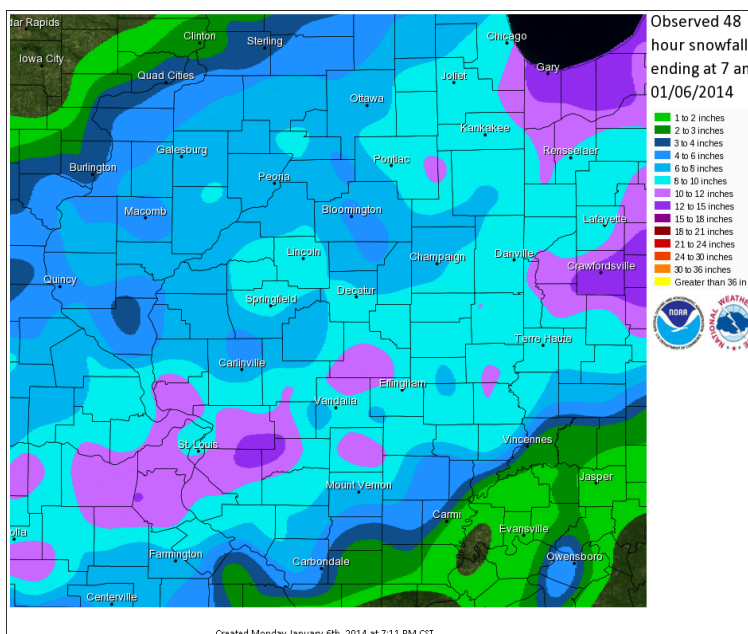 Observed 48
hour snowfall
ending at 7 am
01/06/2014
1 to 2 inches
2 to 3 inches
3 to 4 inches
4 to 6 inches
6 to 8 inches
8 to 10 inches
10 to 12 inches
12 to 15 inches
15 to 18 inches
18 to 21 inches
21 to 24 inches
24 to 30 inches
30 to 36 inches
Greater than 36 in
NOAA
dar Rapids
Clinton
Sterling
Chicago
Iowa City
Quad Cities
Joliet
Gary
Ottawa
Kankakee
Galesburg
Pontiac
Rensselaer
Burlington
Peoria
Macomb
Bloomington
Lafayette
Lincoln
Champaign
Danville
Crawfordsville
Quincy
Decatur
Springfield
Terre Haute
Carlinville
Effingham
Vandalia
St. Louis
Vincennes
Mount Vernon
Jasper
Carmi
Evansville
olla
Farmington
Carbondale
Owensboro
Centerville
Created Monday January 6th, 2014 at 7:11 PM CST